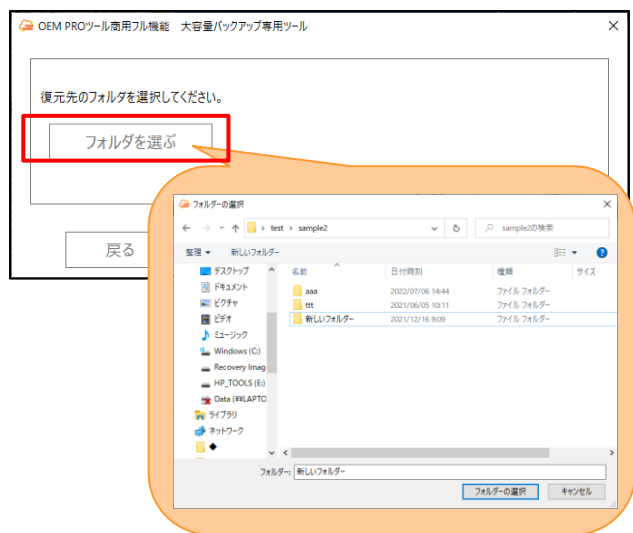 OEM PROツール商用フル機能 大容量バックアップ専用ツール
復元先のフォルダを選択してください。
フォルダを選ぶ
戻る
フォルダーの選択
test › sample2
sample2の検索
整理
新しいフォルダー
名前 日付時刻 種類 サイズ
デスクトップ
ドキュメント
ピクチャ
ビデオ
ミュージック
Windows (C:)
Recovery Imag
HP_TOOLS (E:)
Data (¥¥LAPTO
ライブラリ
ネットワーク
◆
aaa 2022/07/06 14:44 ファイル フォルダー
ttt 2021/06/05 10:11 ファイル フォルダー
新しいフォルダー 2021/12/16 9:09 ファイル フォルダー
フォルダー: 新しいフォルダー
フォルダーの選択 キャンセル